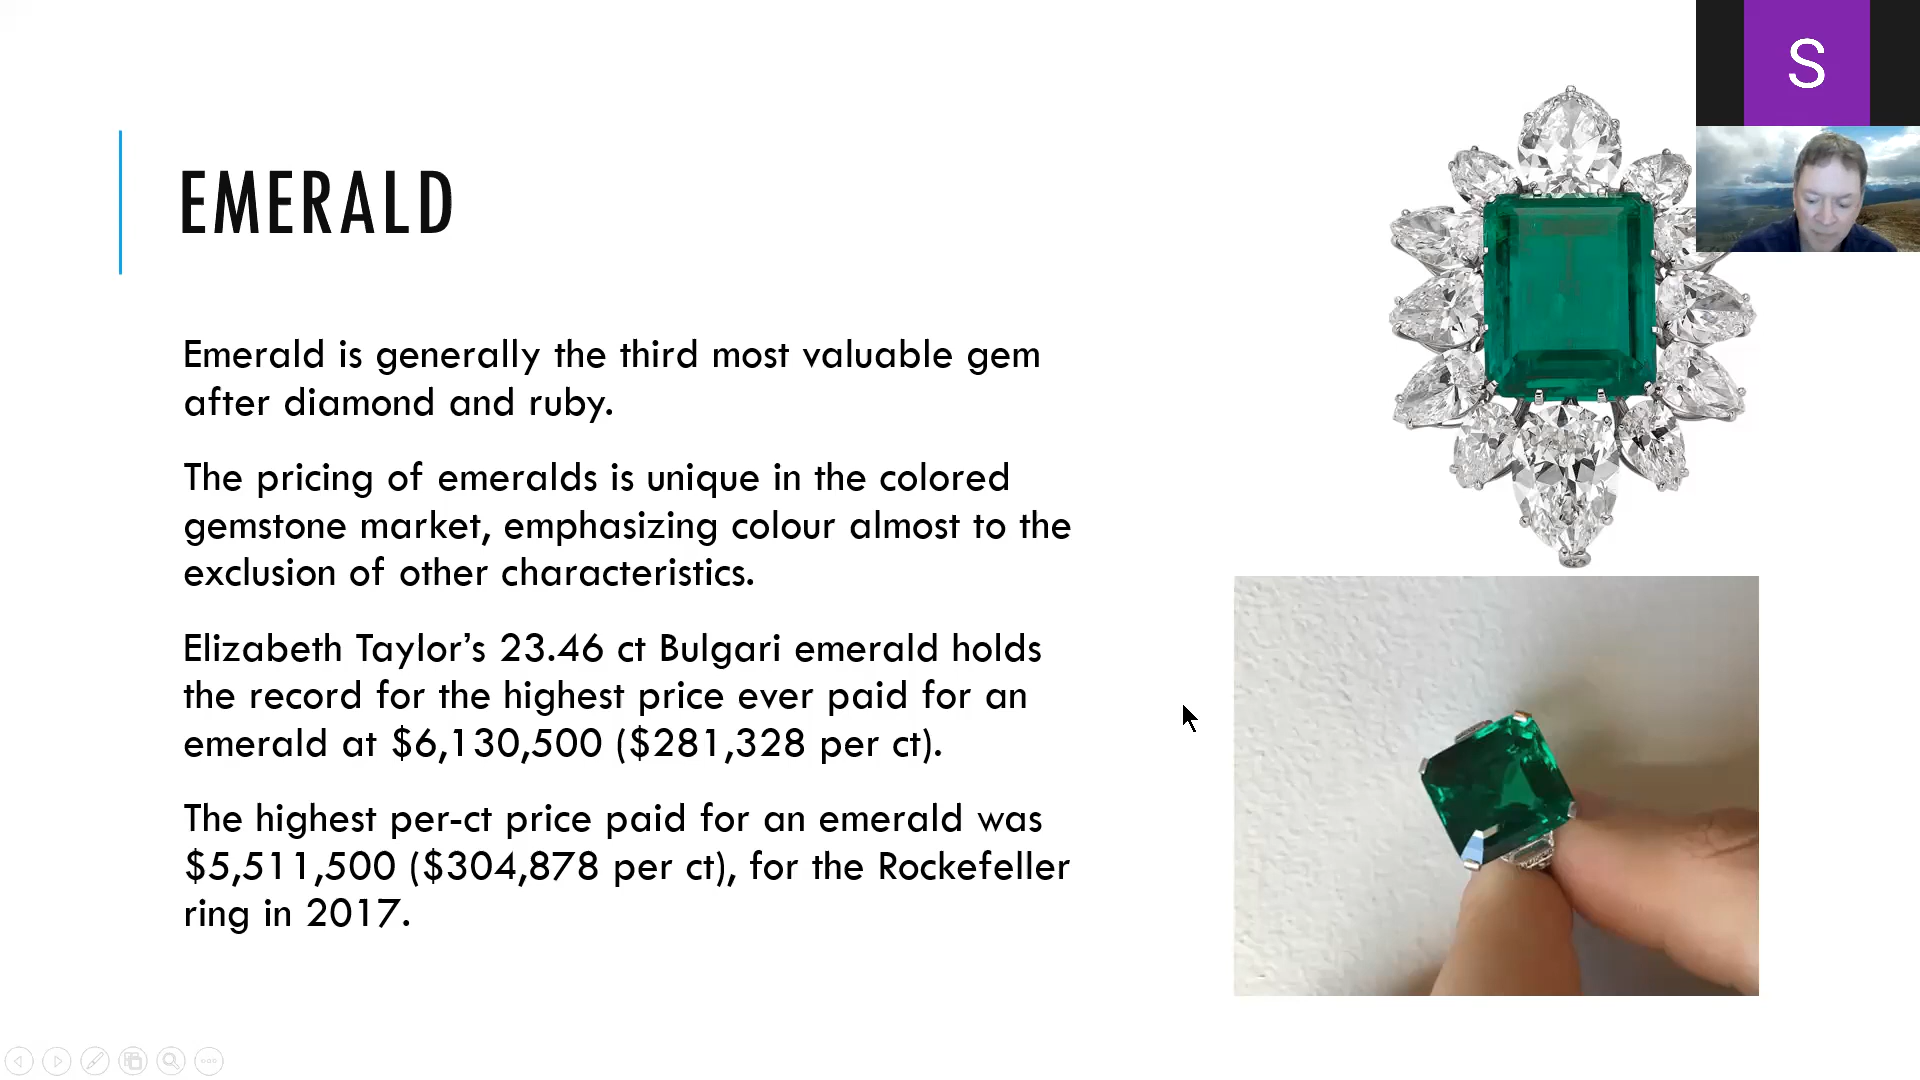 S
EMERALD
Emerald is generally the third most valuable gem
after diamond and ruby.
The pricing of emeralds is unique in the colored
gemstone market, emphasizing colour almost to the
exclusion of other characteristics.
Elizabeth Taylor’s 23.46 ct Bulgari emerald holds
the record for the highest price ever paid for an
emerald at $6,130,500 ($281,328 per ct).
The highest per-ct price paid for an emerald was
$5,511,500 ($304,878 per ct), for the Rockefeller
ring in 2017.